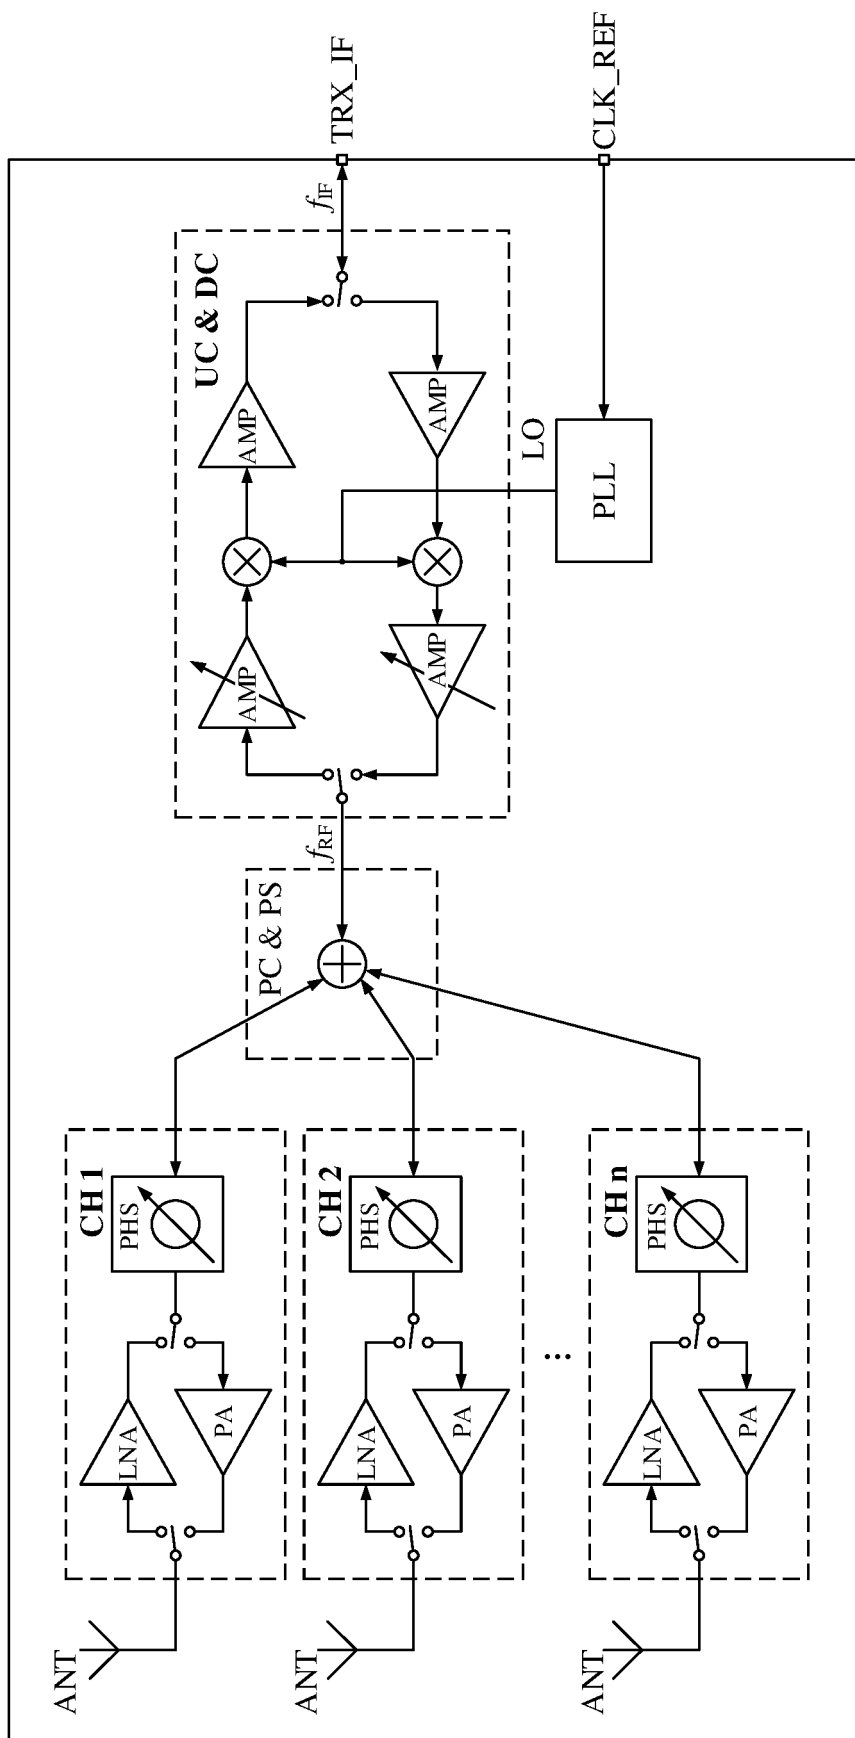 ANT
CH 1
LNA
PA
PHS
ANT
CH 2
LNA
PA
PHS
...
ANT
CH n
LNA
PA
PHS
PC & PS
fRF
UC & DC
AMP
AMP
AMP
AMP
LO
PLL
fIF
TRX_IF
CLK_REF